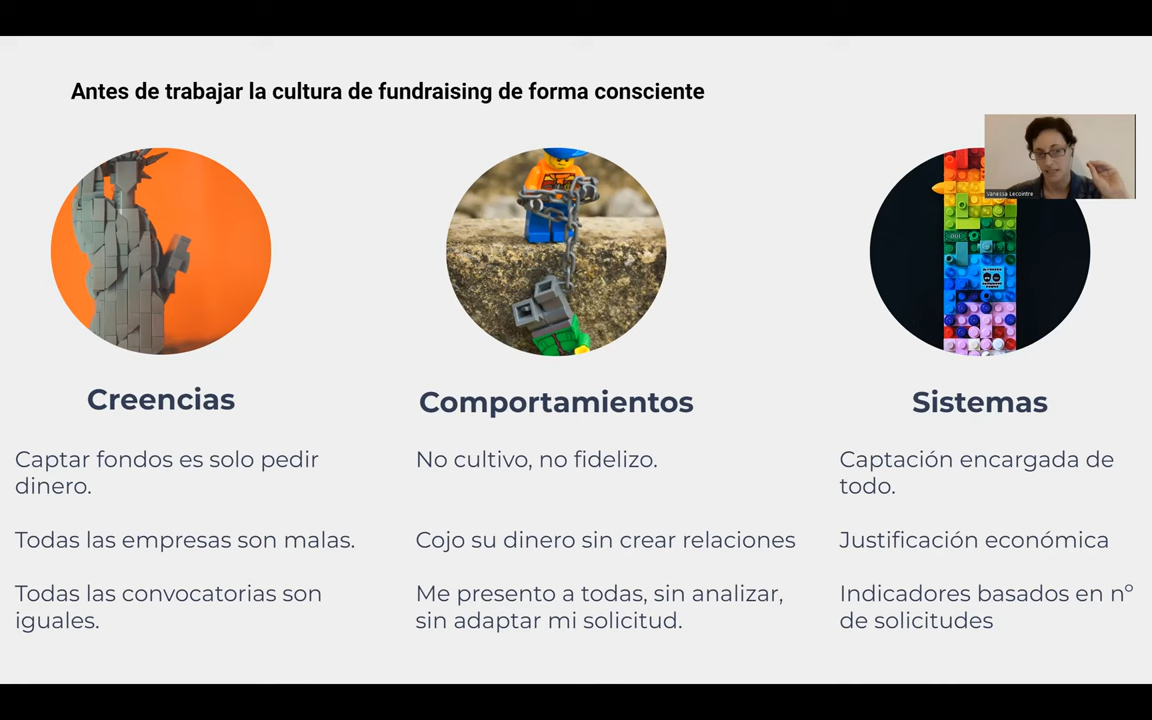 Antes de trabajar la cultura de fundraising de forma consciente
Vanessa Lecointre
Creencias
Captar fondos es solo pedir
dinero.
Todas las empresas son malas.
Todas las convocatorias son
iguales.
Comportamientos
No cultivo, no fidelizo.
Cojo su dinero sin crear relaciones
Me presento a todas, sin analizar,
sin adaptar mi solicitud.
Sistemas
Captación encargada de
todo.
Justificación económica
Indicadores basados en nº
de solicitudes